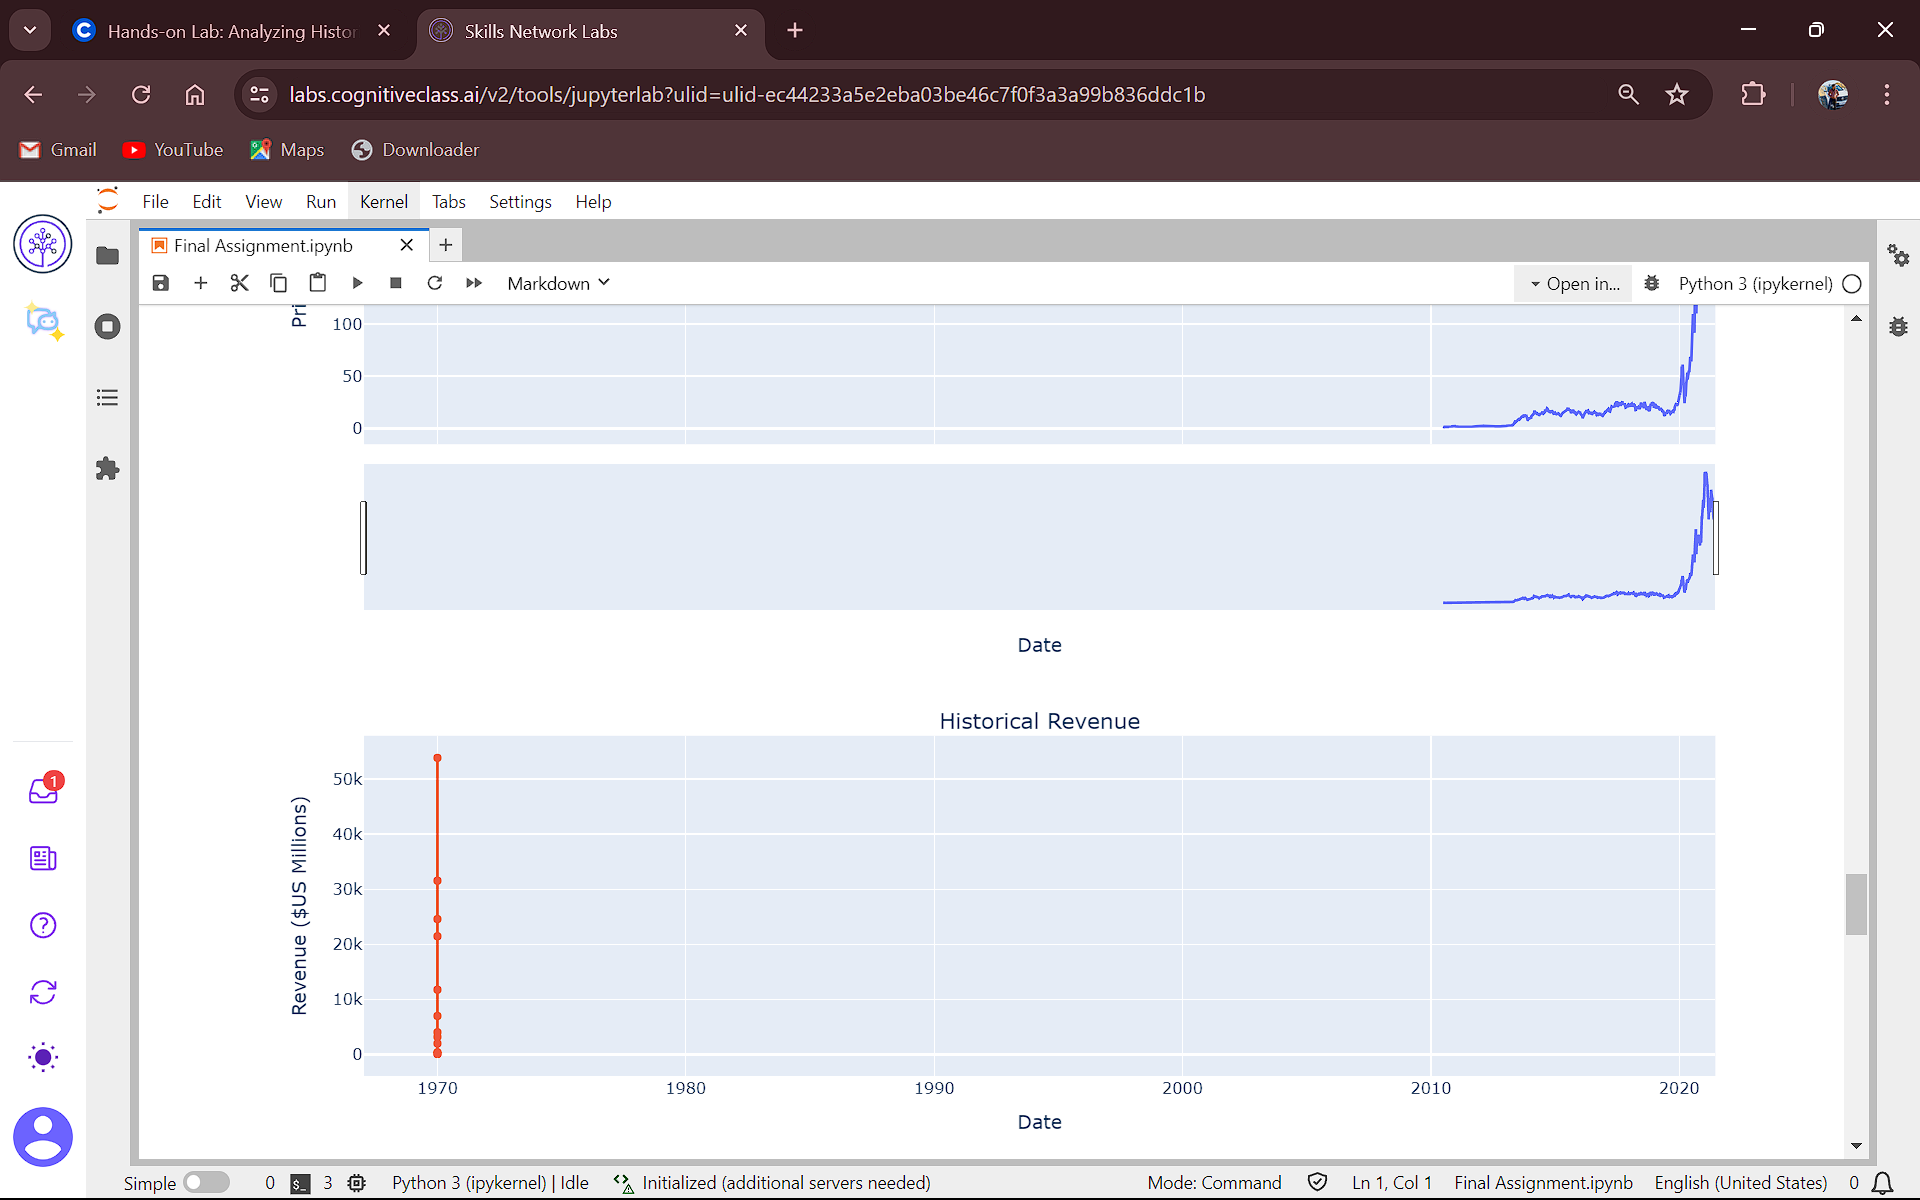 Hands-on Lab: Analyzing Histor
Skills Network Labs
labs.cognitiveclass.ai/v2/tools/jupyterlab?ulid=ulid-ec44233a5e2eba03be46c7f0f3a3a99b836ddc1b
Gmail YouTube Maps Downloader
File Edit View Run Kernel Tabs Settings Help
Final Assignment.ipynb
Markdown Open in... Python 3 (ipykernel)
Pri
100
50
0
Date
Historical Revenue
Revenue ($US Millions)
50k
40k
30k
20k
10k
0
1970 1980 1990 2000 2010 2020
Date
1
Simple 0 $_ 3 Python 3 (ipykernel) | Idle Initialized (additional servers needed) Mode: Command Ln 1, Col 1 Final Assignment.ipynb English (United States) 0